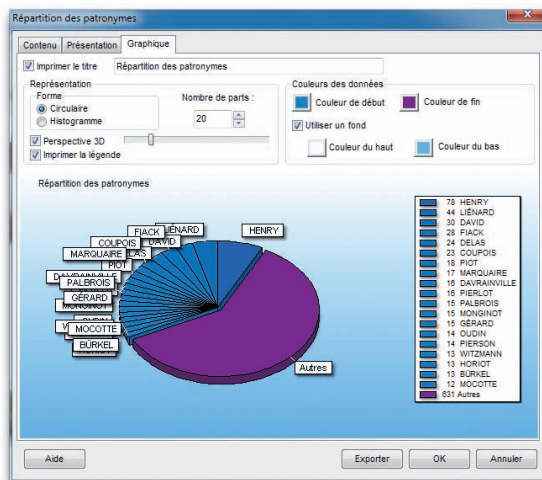 Répartition des patronymes
Contenu Présentation Graphique
Imprimer le titre Répartition des patronymes
Représentation
Forme
Circulaire
Histogramme
Nombre de parts :
20
Perspective 3D
Imprimer la légende
Couleurs des données
Couleur de début Couleur de fin
Utiliser un fond
Couleur du haut Couleur du bas
Répartition des patronymes
LIÉNARD
HENRY
FIACK
DAVID
COUPOIS
MARQUAIRE
PIOT
DAVRAINVILLE
PALBROIS
GÉRARD
MONGINOT
OUDIN
MOCOTTE
BÜRKEL
Autres
78 HENRY
44 LIÉNARD
30 DAVID
28 FIACK
24 DELAS
23 COUPOIS
18 PIOT
17 MARQUAIRE
16 DAVRAINVILLE
16 PIERLOT
15 PALBROIS
15 MONGINOT
15 GÉRARD
14 OUDIN
14 PIERSON
13 WITZMANN
13 HORIOT
13 BÜRKEL
12 MOCOTTE
631 Autres
Aide Exporter OK Annuler